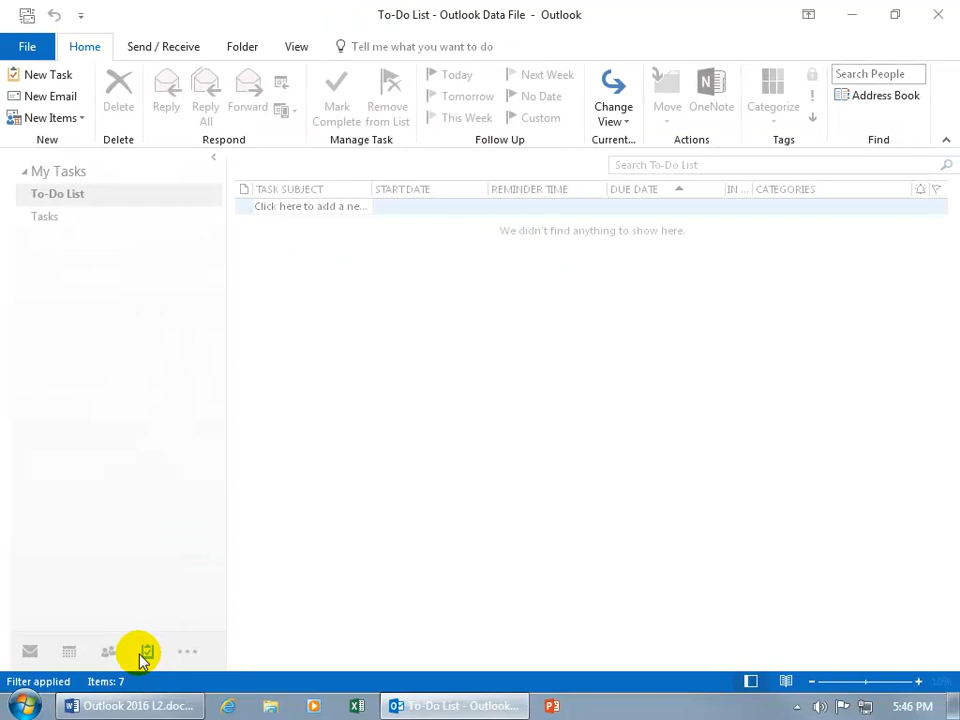 To-Do List - Outlook Data File - Outlook
File Home Send / Receive Folder View Tell me what you want to do
New Task
New Email
New Items
New
Delete
Delete
Reply
Reply All
Forward
Respond
Mark Complete
Remove from List
Manage Task
Today
Tomorrow
This Week
Next Week
No Date
Custom
Follow Up
Change View
Current...
Move
OneNote
Actions
Categorize
Tags
Search People
Address Book
Find
My Tasks
To-Do List
Tasks
Search To-Do List
TASK SUBJECT START DATE REMINDER TIME DUE DATE IN ... CATEGORIES
Click here to add a ne...
We didn't find anything to show here.
Filter applied Items: 7 10%
Outlook 2016 L2.doc... To-Do List - Outlook... 5:46 PM